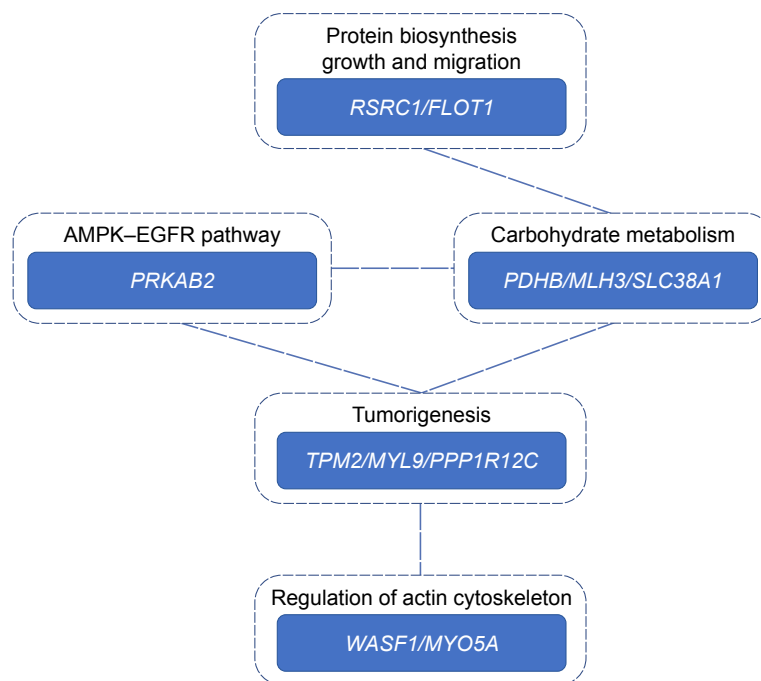 Protein biosynthesis
growth and migration
RSRC1/FLOT1
AMPK–EGFR pathway
PRKAB2
Carbohydrate metabolism
PDHB/MLH3/SLC38A1
Tumorigenesis
TPM2/MYL9/PPP1R12C
Regulation of actin cytoskeleton
WASF1/MYO5A